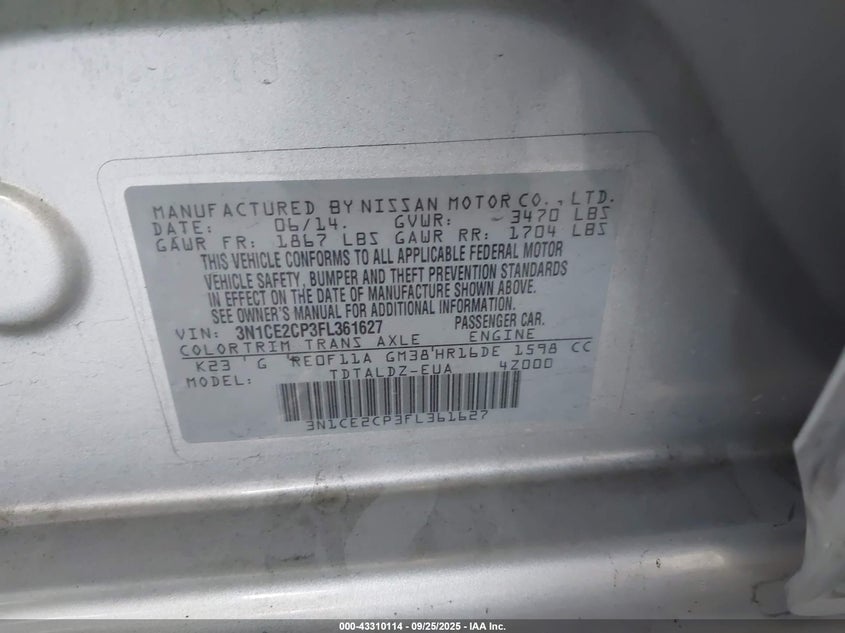 MANUFACTURED BY NISSAN MOTOR CO., LTD.
DATE: 06/14. GVWR: 3470 LBS
GAWR FR: 1867 LBS GAWR RR: 1704 LBS
THIS VEHICLE CONFORMS TO ALL APPLICABLE FEDERAL MOTOR
VEHICLE SAFETY, BUMPER AND THEFT PREVENTION STANDARDS
IN EFFECT ON THE DATE OF MANUFACTURE SHOWN ABOVE.
SEE OWNER'S MANUAL FOR ADDITIONAL INFORMATION.
VIN: 3N1CE2CP3FL361627 PASSENGER CAR.
COLOR TRIM TRANS AXLE ENGINE
K23 G RE0F11A GM38 HR16DE 1598 CC
MODEL: TDTALDZ-EUA 4Z000
3N1CE2CP3FL361627
000-43310114 - 09/25/2025 - IAA Inc.